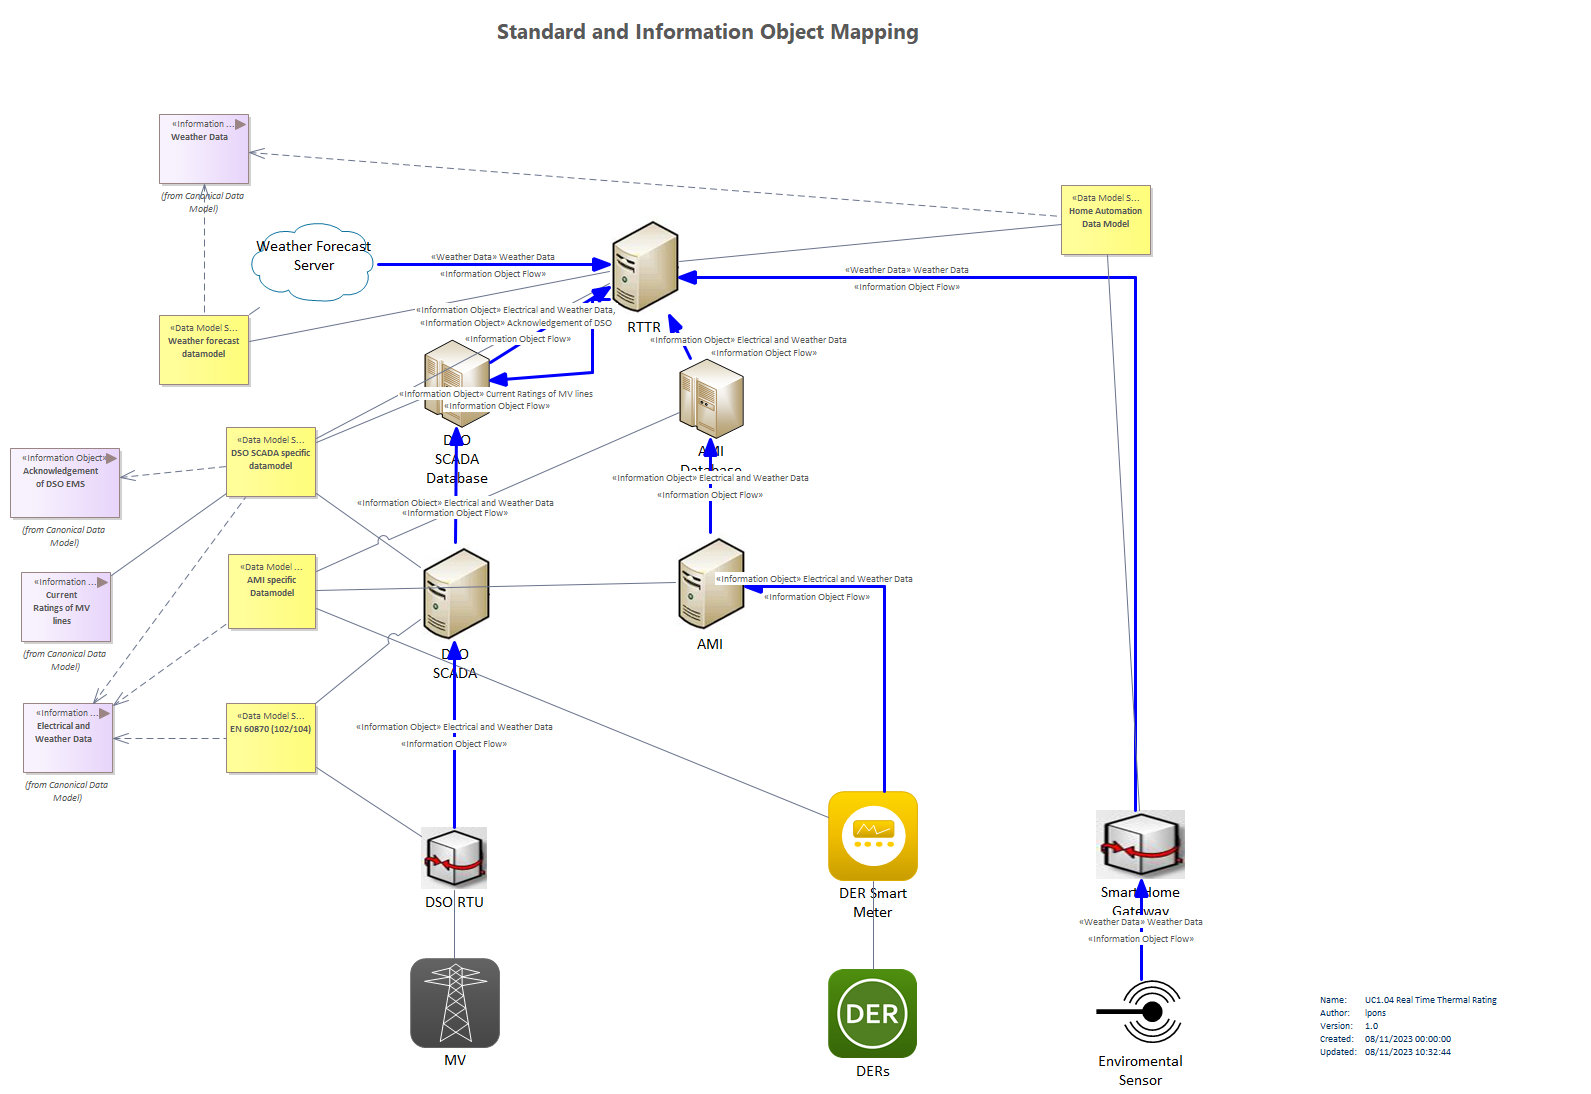 Standard and Information Object Mapping
«Information ...
Weather Data
(from Canonical Data
Model)
«Data Model S...
Home Automation
Data Model
Weather Forecast
Server
«Weather Data» Weather Data
«Information Object Flow»
«Weather Data» Weather Data
«Information Object Flow»
«Data Model S...
Weather forecast
datamodel
«Information Object» Electrical and Weather Data,
«Information Object» Acknowledgement of DSO
«Information Object Flow»
RTTR
«Information Object» Electrical and Weather Data
«Information Object Flow»
«Information Object» Current Ratings of MV lines
«Information Object Flow»
DSO
SCADA
Database
AMI
Database
«Data Model S...
DSO SCADA specific
datamodel
«Information Object»
Acknowledgement
of DSO EMS
(from Canonical Data
Model)
«Information Object» Electrical and Weather Data
«Information Object Flow»
«Information Object» Electrical and Weather Data
«Information Object Flow»
«Data Model ...
AMI specific
Datamodel
«Information ...
Current
Ratings of MV
lines
(from Canonical Data
Model)
«Information Object» Electrical and Weather Data
«Information Object Flow»
AMI
DSO
SCADA
«Information ...
Electrical and
Weather Data
(from Canonical Data
Model)
«Data Model S...
EN 60870 (102/104)
«Information Object» Electrical and Weather Data
«Information Object Flow»
DSO RTU
DER Smart
Meter
Smart Home
Gateway
«Weather Data» Weather Data
«Information Object Flow»
MV
DER
DERs
Enviromental
Sensor
Name: UC1.04 Real Time Thermal Rating
Author: lpons
Version: 1.0
Created: 08/11/2023 00:00:00
Updated: 08/11/2023 10:32:44